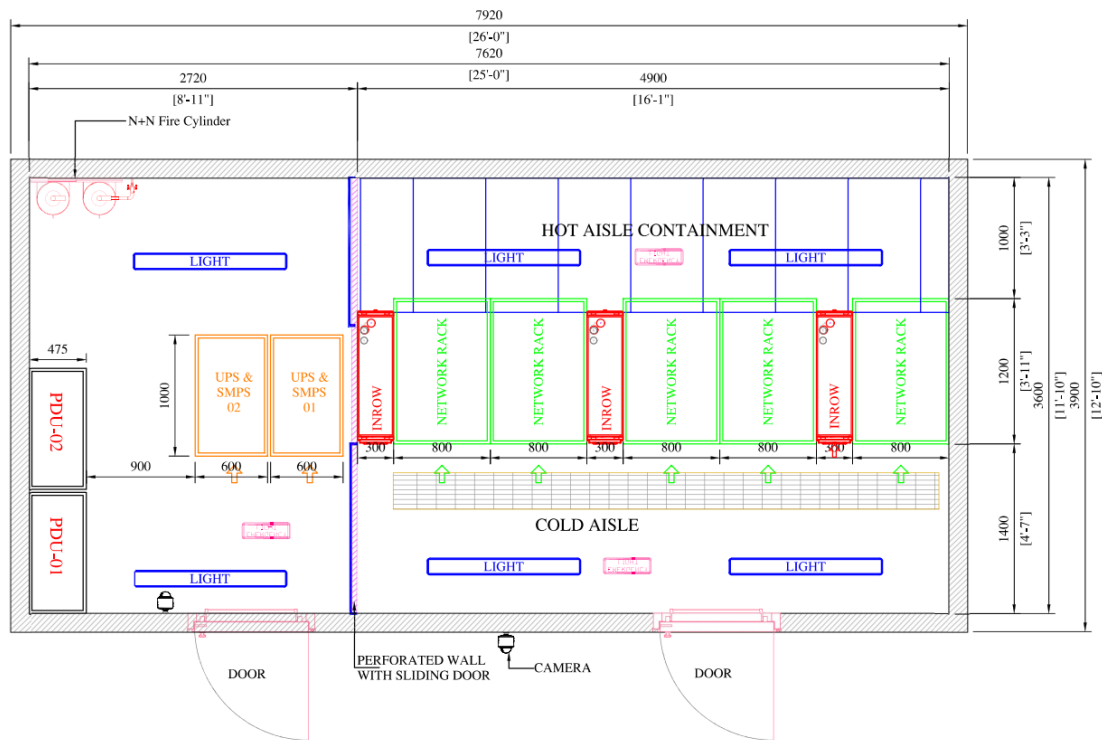 7920
[26'-0"]
7620
[25'-0"]
2720
4900
[8'-11"]
[16'-1"]
N+N Fire Cylinder
HOT AISLE CONTAINMENT
LIGHT
LIGHT
LIGHT
1000
[3'-3"]
475
1000
UPS &
SMPS
02
UPS &
SMPS
01
INROW
NETWORK RACK
NETWORK RACK
INROW
NETWORK RACK
NETWORK RACK
INROW
NETWORK RACK
1200
[3'-11"]
3600
[11'-10"]
3900
[12'-10"]
PDU-02
300
800
800
300
800
800
300
800
900
600
600
PDU-01
COLD AISLE
1400
[4'-7"]
LIGHT
LIGHT
LIGHT
PERFORATED WALL
WITH SLIDING DOOR
CAMERA
DOOR
DOOR